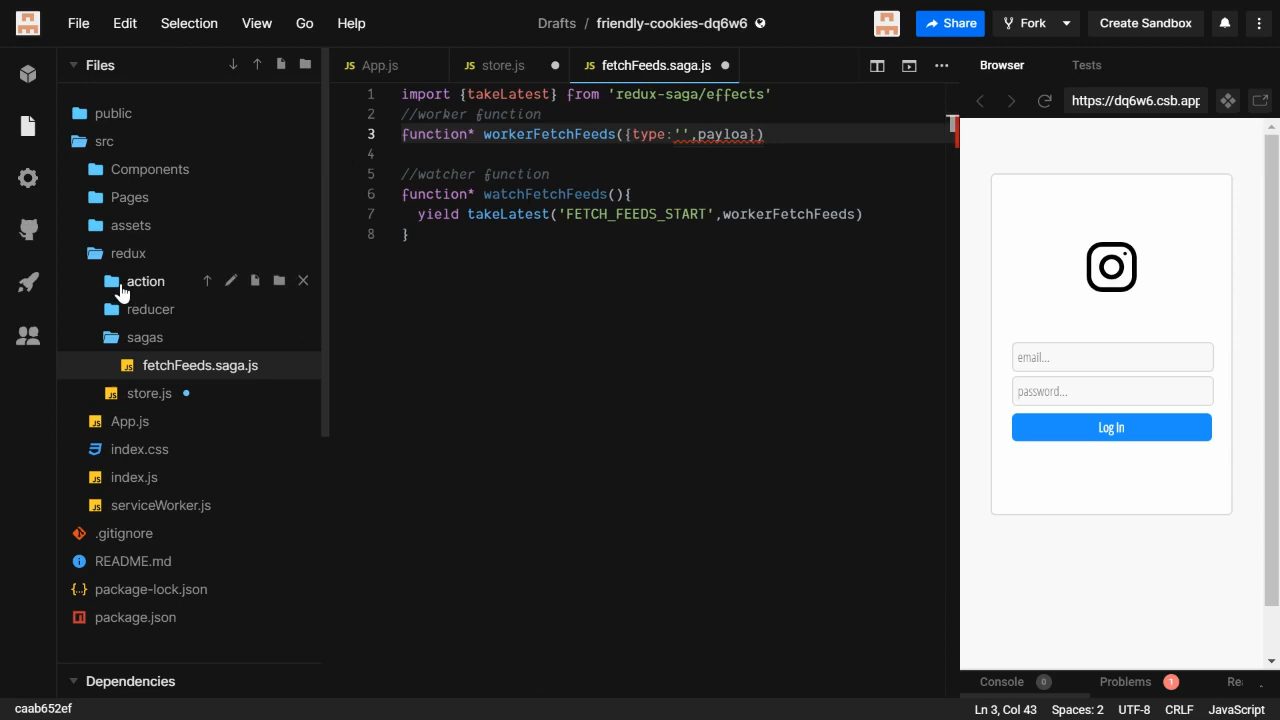 File Edit Selection View Go Help
Drafts / friendly-cookies-dq6w6
Share
Fork
Create Sandbox
Files
public
src
Components
Pages
assets
redux
action
reducer
sagas
fetchFeeds.saga.js
store.js
App.js
index.css
index.js
serviceWorker.js
.gitignore
README.md
package-lock.json
package.json
Dependencies
caab652ef
JS App.js
JS store.js
JS fetchFeeds.saga.js
1 import {takeLatest} from 'redux-saga/effects'
2 //worker function
3 function* workerFetchFeeds({type:'',payloa})
4
5 //watcher function
6 function* watchFetchFeeds(){
7 yield takeLatest('FETCH_FEEDS_START',workerFetchFeeds)
8 }
Browser Tests
https://dq6w6.csb.app
email...
password...
Log In
Console 0 Problems 1
Ln 3, Col 43 Spaces: 2 UTF-8 CRLF JavaScript